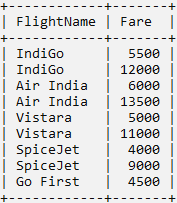 +------------+-------+
| FlightName | Fare  |
+------------+-------+
| IndiGo     |  5500 |
| IndiGo     | 12000 |
| Air India  |  6000 |
| Air India  | 13500 |
| Vistara    |  5000 |
| Vistara    | 11000 |
| SpiceJet   |  4000 |
| SpiceJet   |  9000 |
| Go First   |  4500 |
+------------+-------+